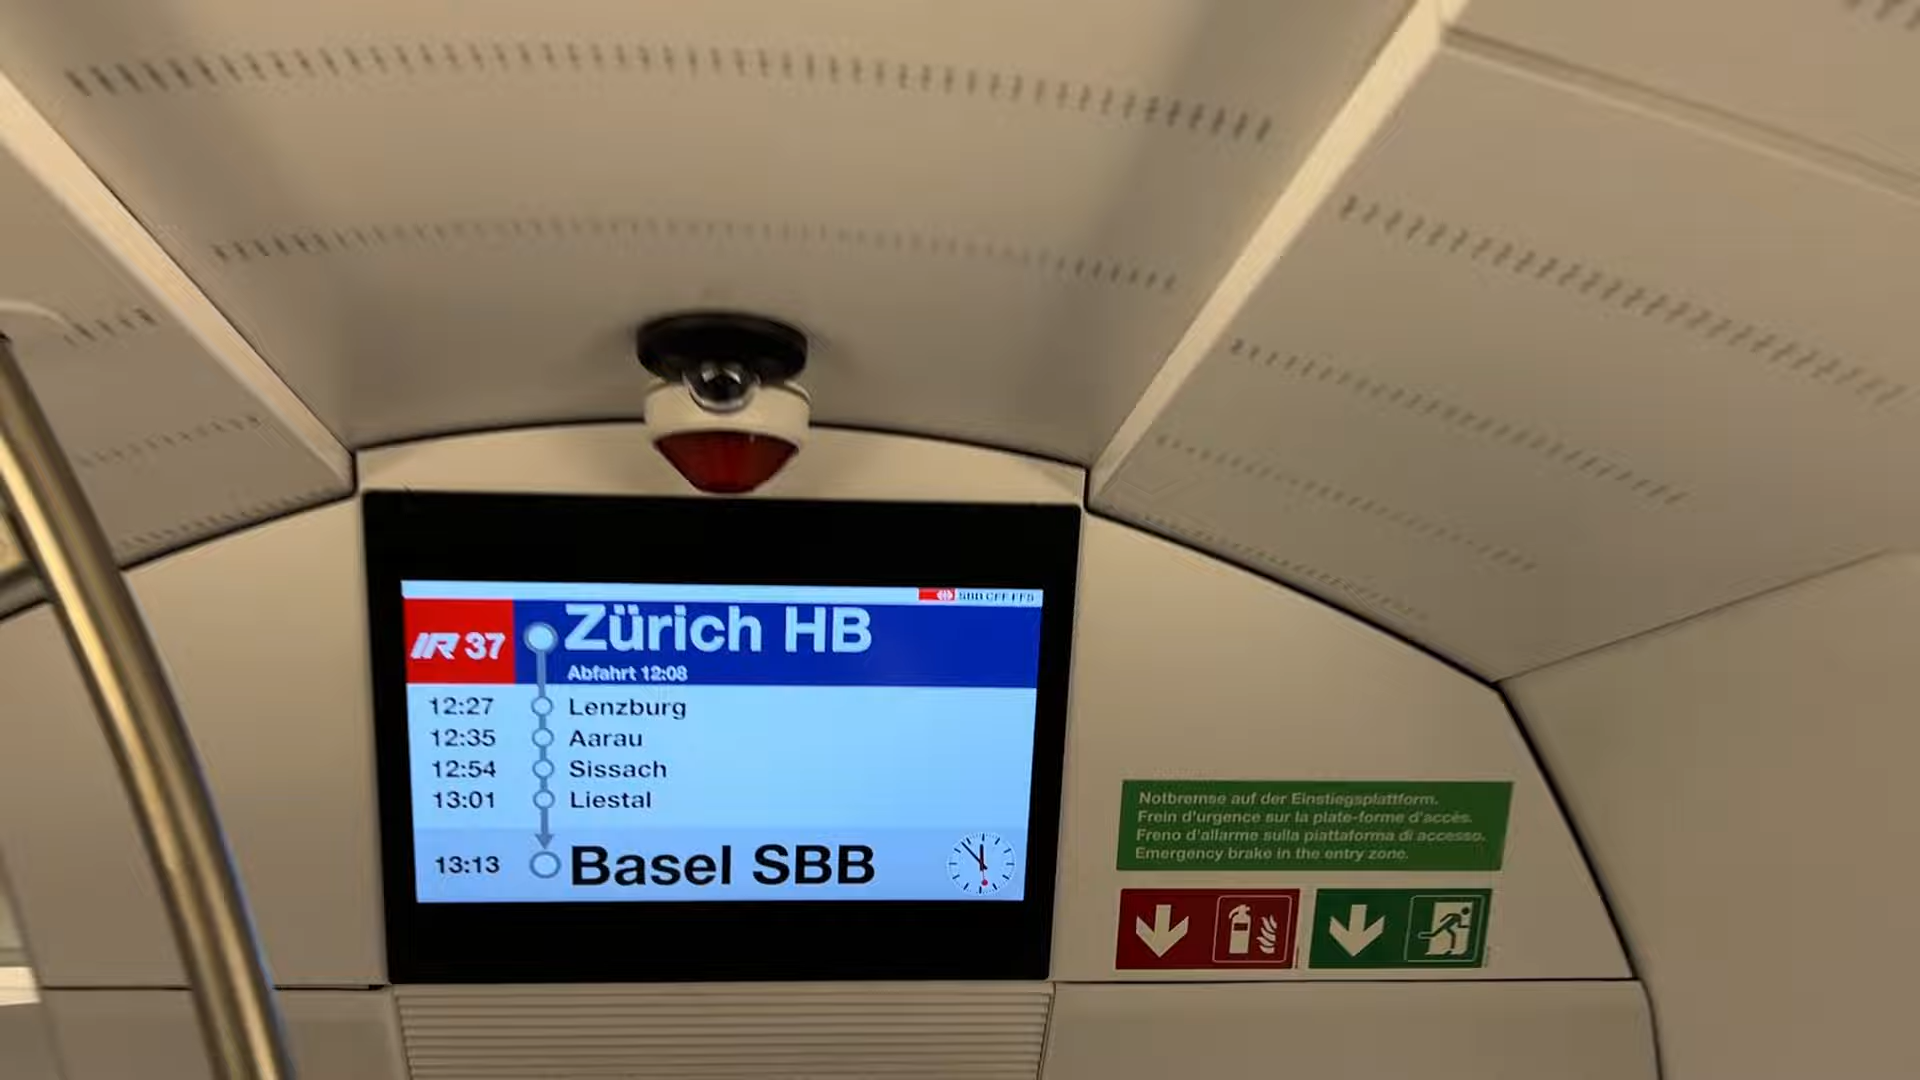 SBB CFF FFS
IR 37
Zürich HB
Abfahrt 12:08
12:27 Lenzburg
12:35 Aarau
12:54 Sissach
13:01 Liestal
13:13 Basel SBB
Notbremse auf der Einstiegsplattform.
Frein d'urgence sur la plate-forme d'accès.
Freno d'allarme sulla piattaforma di accesso.
Emergency brake in the entry zone.